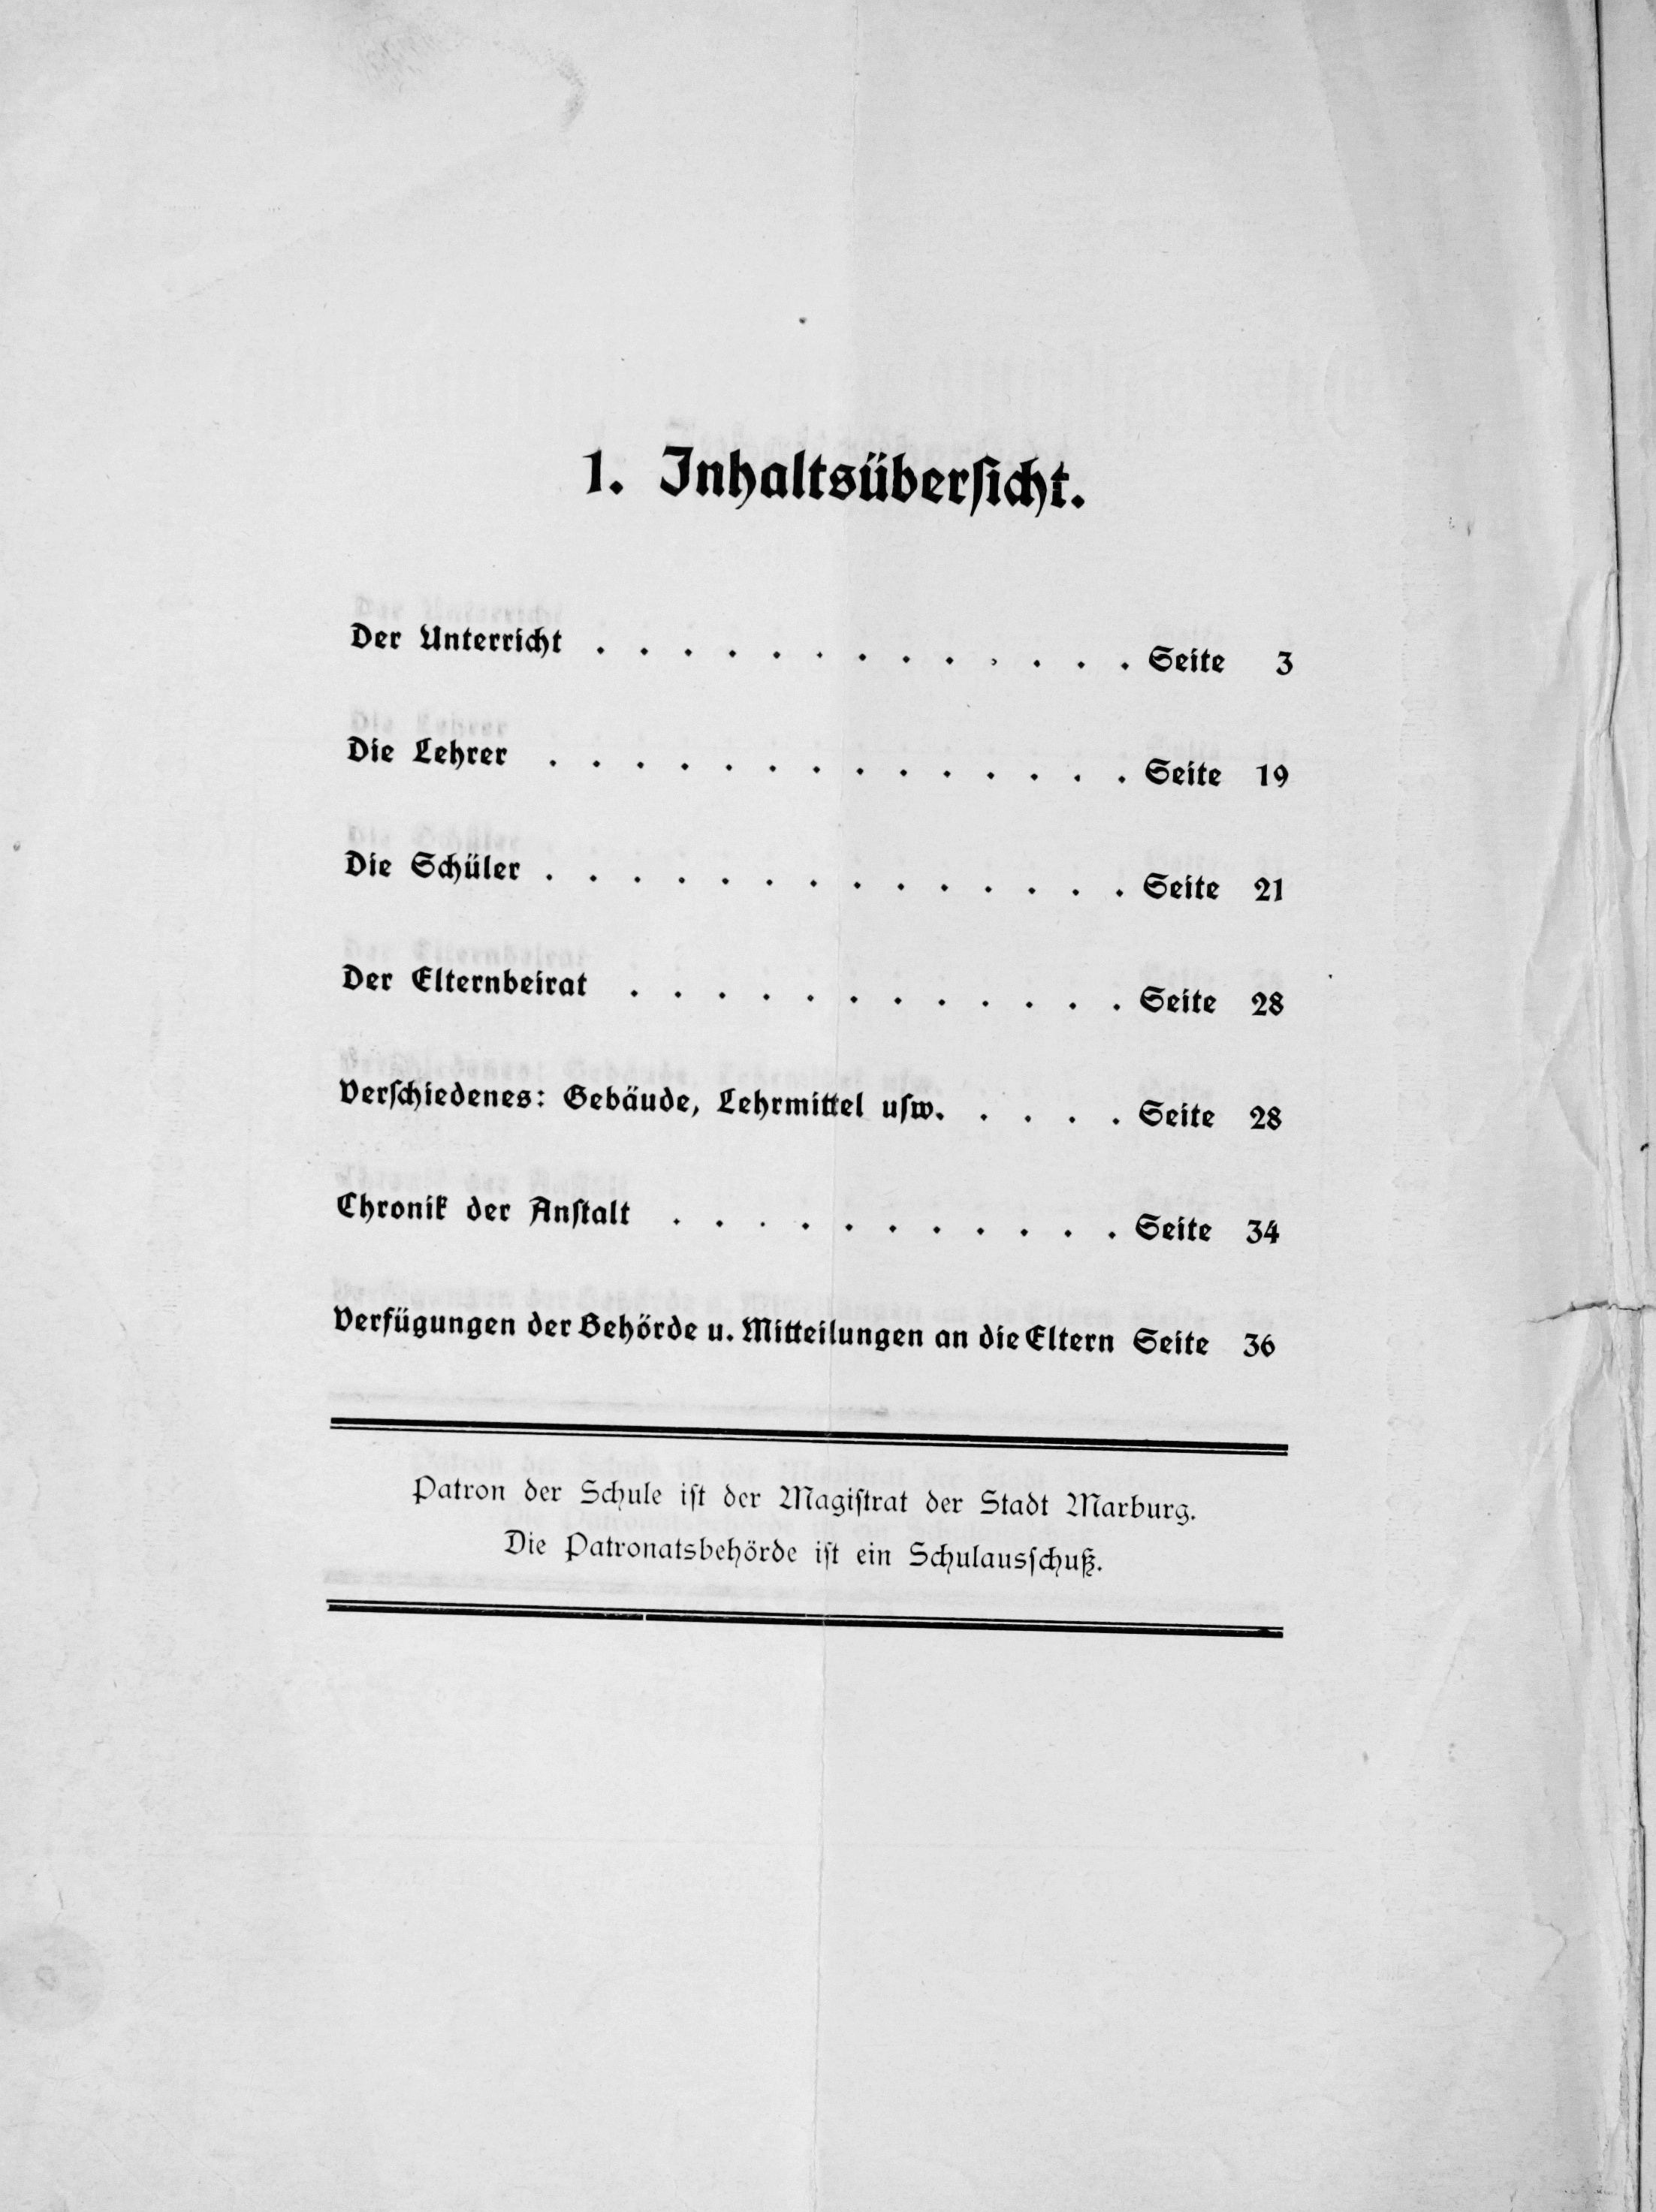 1. Inhaltsübersicht.
Der Unterricht . . . . . . . . . . . . . Seite 3
Die Lehrer . . . . . . . . . . . . . . Seite 19
Die Schüler . . . . . . . . . . . . . . Seite 21
Der Elternbeirat . . . . . . . . . . . . Seite 28
Verschiedenes: Gebäude, Lehrmittel usw. . . . . Seite 28
Chronik der Anstalt . . . . . . . . . . . Seite 34
Verfügungen der Behörde u. Mitteilungen an die Eltern Seite 36
Patron der Schule ist der Magistrat der Stadt Marburg.
Die Patronatsbehörde ist ein Schulausschuß.